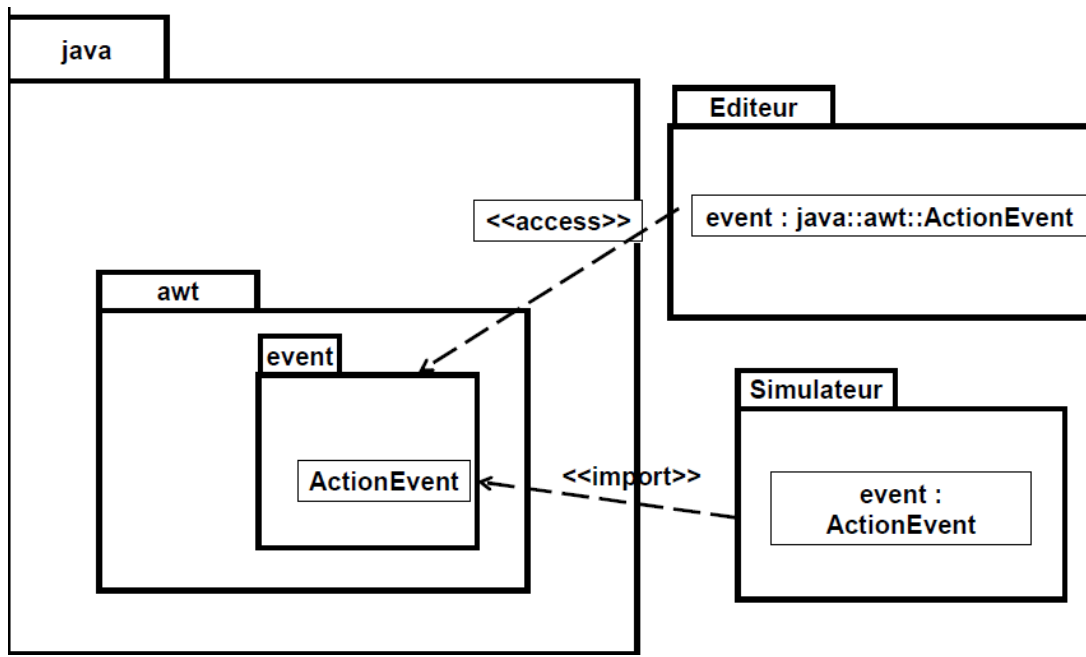 java
Editeur
event : java::awt::ActionEvent
<<access>>
awt
event
ActionEvent
<<import>>
Simulateur
event :
ActionEvent